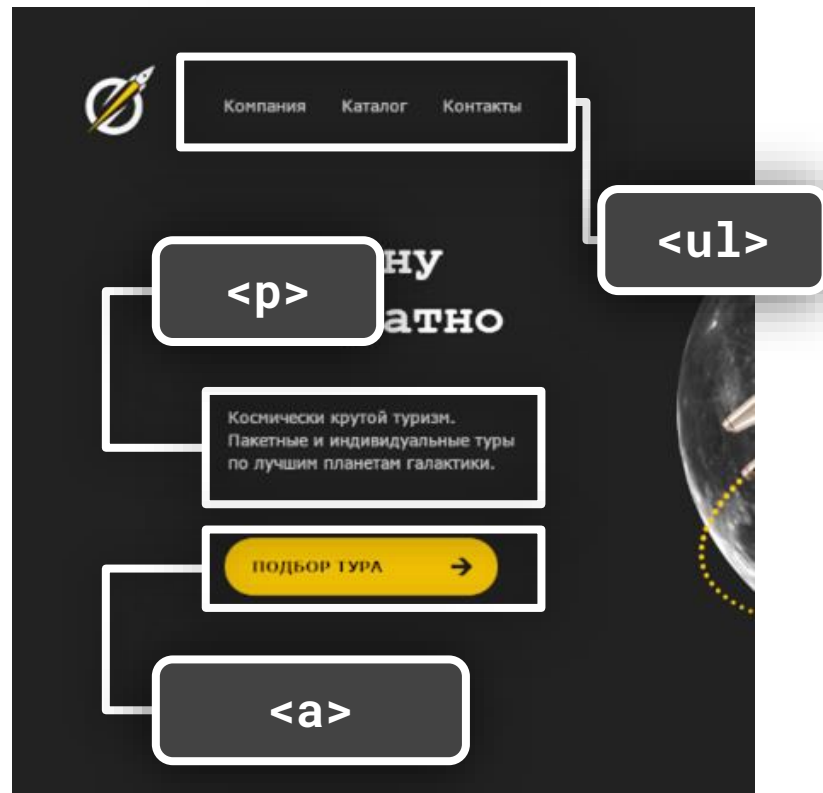 Компания Каталог Контакты
<ul>
ну
<p>
атно
Космически крутой туризм.
Пакетные и индивидуальные туры
по лучшим планетам галактики.
ПОДБОР ТУРА
<a>